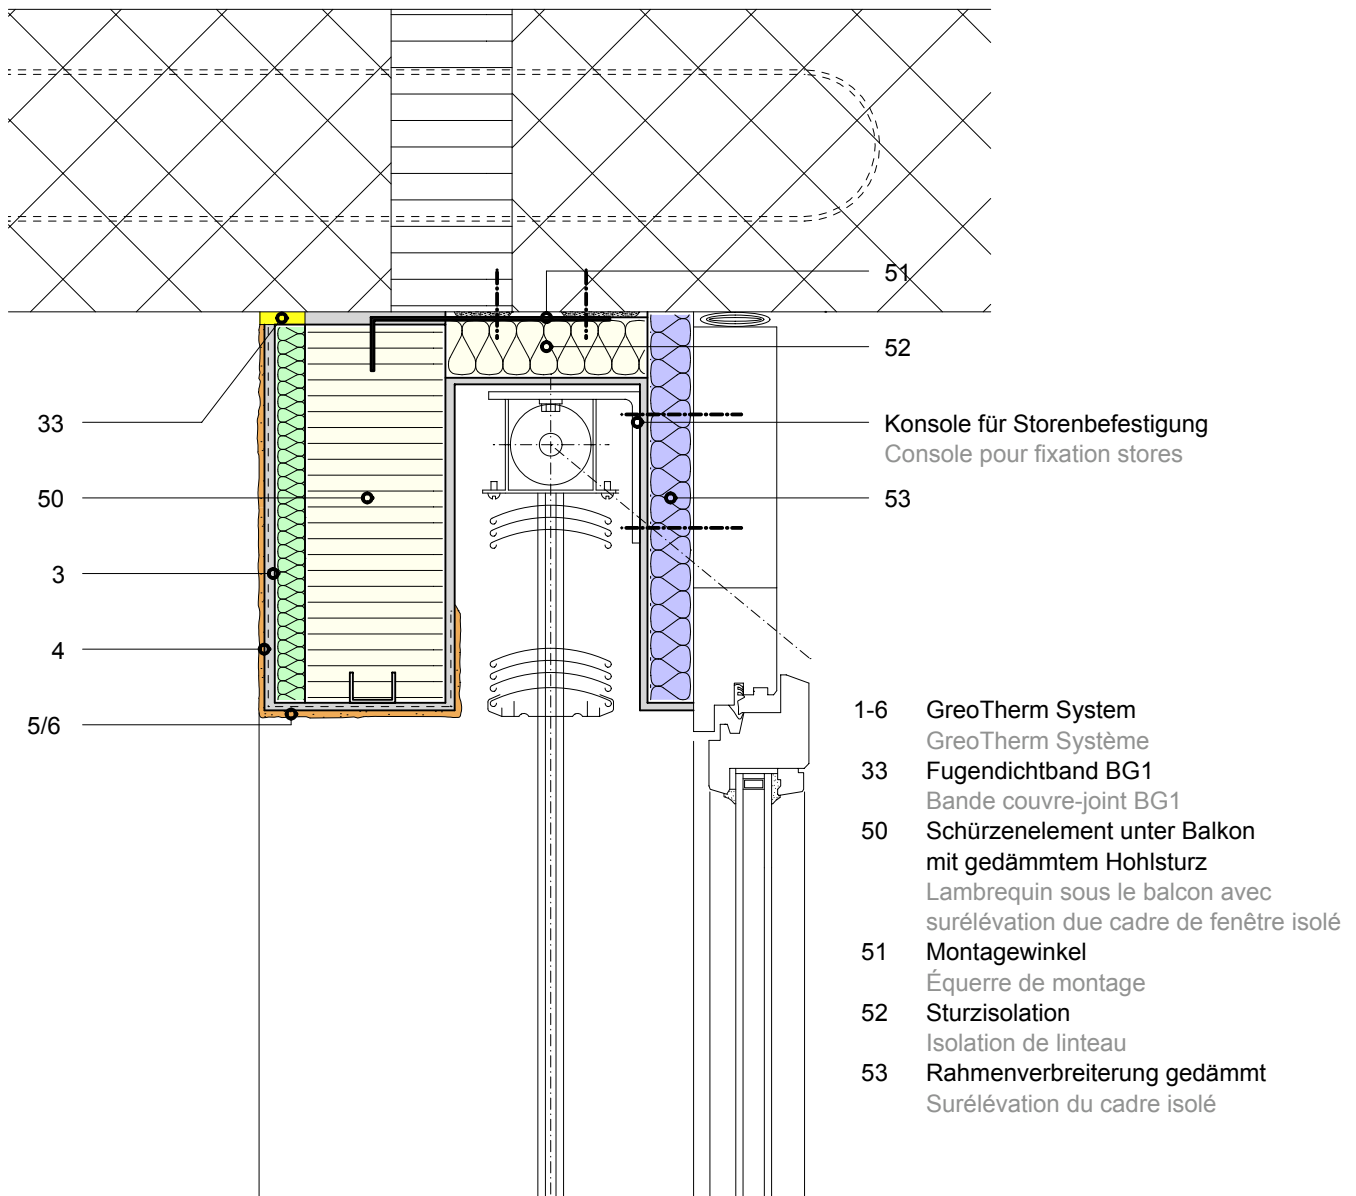 51
52
33
Konsole für Storenbefestigung
Console pour fixation stores
50
53
3
4
5/6
1-6 GreoTherm System
GreoTherm Système
33 Fugendichtband BG1
Bande couvre-joint BG1
50 Schürzenelement unter Balkon
mit gedämmtem Hohlsturz
Lambrequin sous le balcon avec
surélévation due cadre de fenêtre isolé
51 Montagewinkel
Équerre de montage
52 Sturzisolation
Isolation de linteau
53 Rahmenverbreiterung gedämmt
Surélévation du cadre isolé